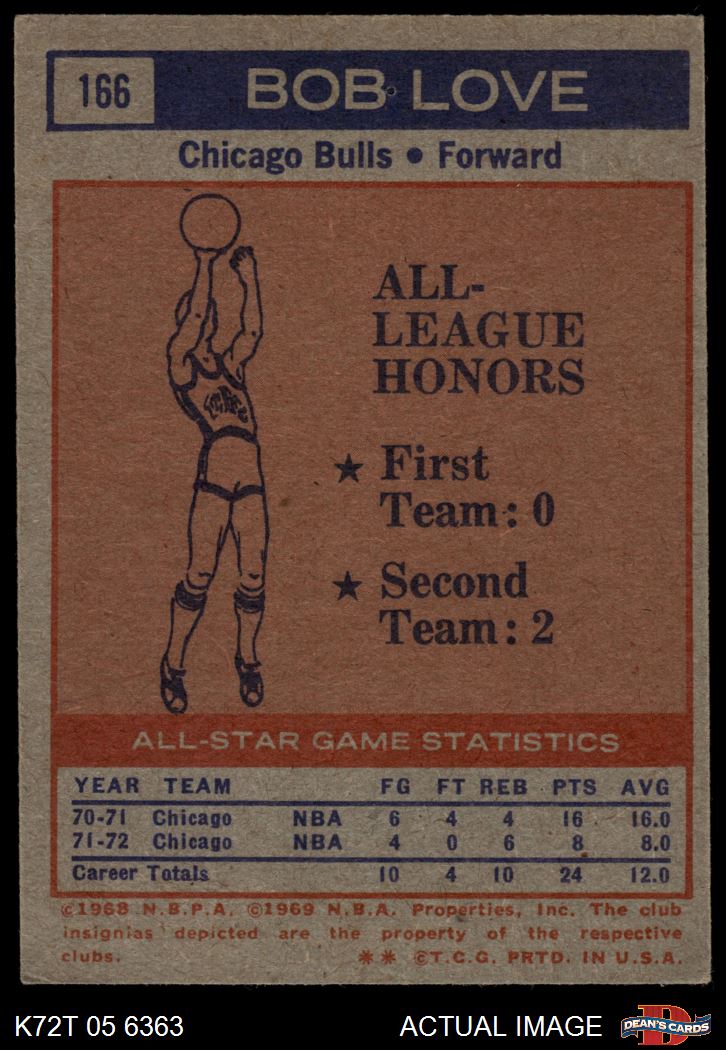 166
BOB LOVE
Chicago Bulls • Forward
ALL-
LEAGUE
HONORS
★ First
Team: 0
★ Second
Team: 2
ALL-STAR GAME STATISTICS
YEAR TEAM FG FT REB PTS AVG
70-71 Chicago NBA 6 4 4 16 16.0
71-72 Chicago NBA 4 0 6 8 8.0
Career Totals 10 4 10 24 12.0
©1968 N.B.P.A. ©1969 N.B.A. Properties, Inc. The club
insignias depicted are the property of the respective
clubs. ** ©T.C.G. PRTD. IN U.S.A.
K72T 05 6363 ACTUAL IMAGE
D
DEAN'S CARDS